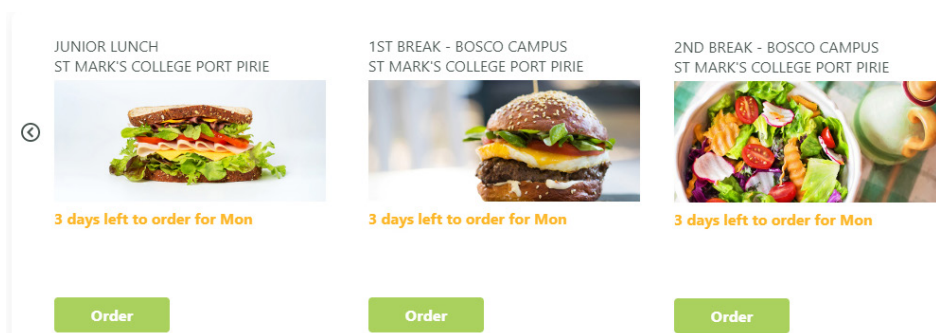 JUNIOR LUNCH
ST MARK'S COLLEGE PORT PIRIE
3 days left to order for Mon
Order
1ST BREAK - BOSCO CAMPUS
ST MARK'S COLLEGE PORT PIRIE
3 days left to order for Mon
Order
2ND BREAK - BOSCO CAMPUS
ST MARK'S COLLEGE PORT PIRIE
3 days left to order for Mon
Order